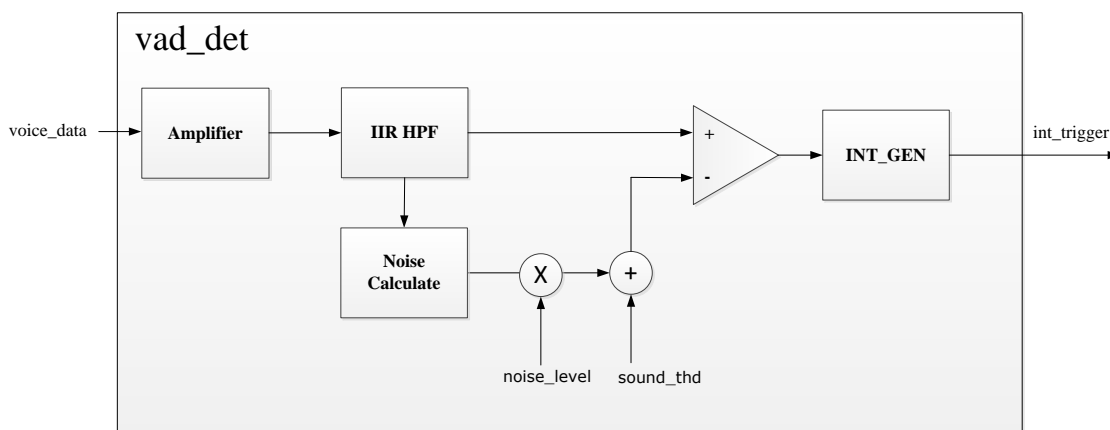 vad_det
voice_data
Amplifier
IIR HPF
+
-
INT_GEN
int_trigger
Noise
Calculate
X
+
noise_level
sound_thd